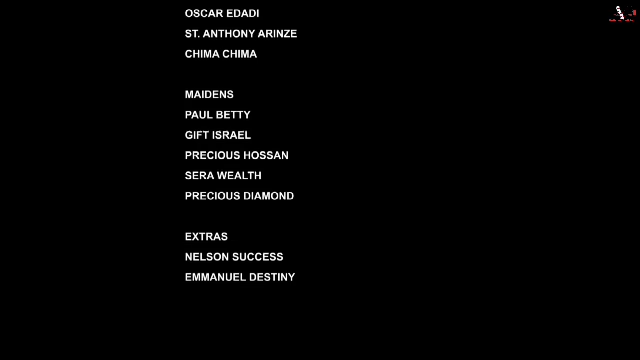 OSCAR EDADI
ST. ANTHONY ARINZE
CHIMA CHIMA
MAIDENS
PAUL BETTY
GIFT ISRAEL
PRECIOUS HOSSAN
SERA WEALTH
PRECIOUS DIAMOND
EXTRAS
NELSON SUCCESS
EMMANUEL DESTINY